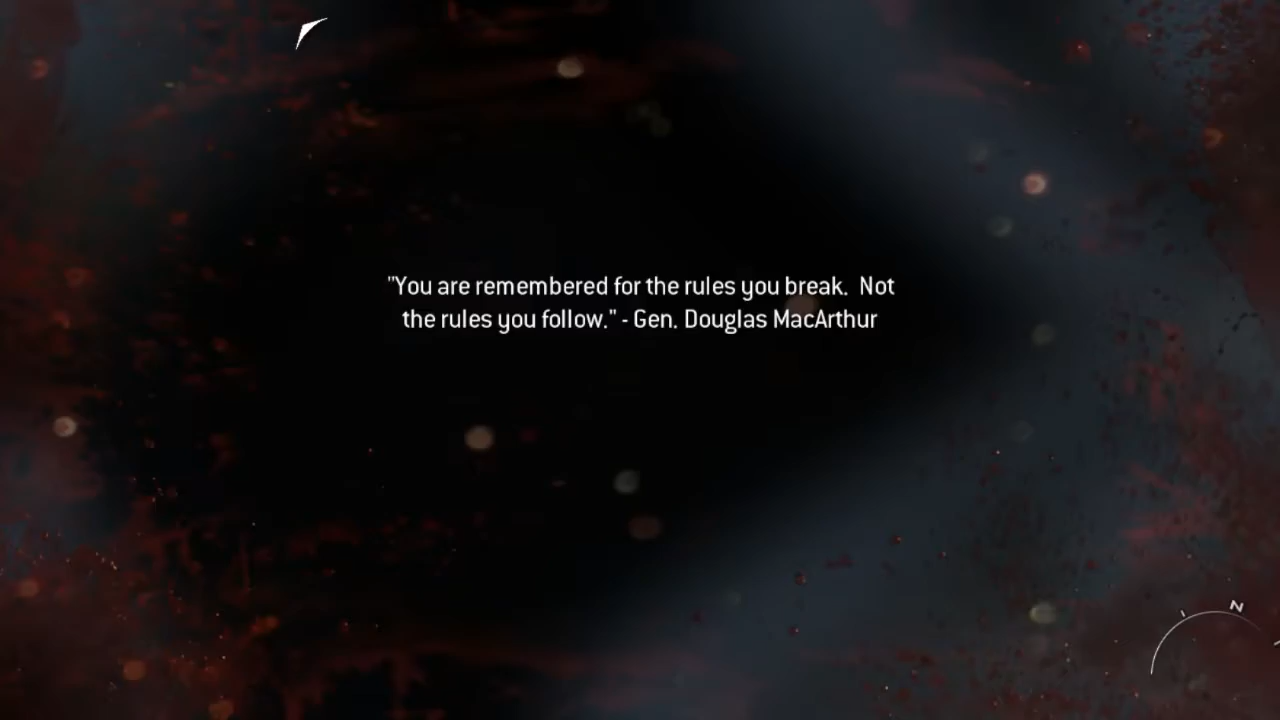 "You are remembered for the rules you break.  Not
the rules you follow." - Gen. Douglas MacArthur
N